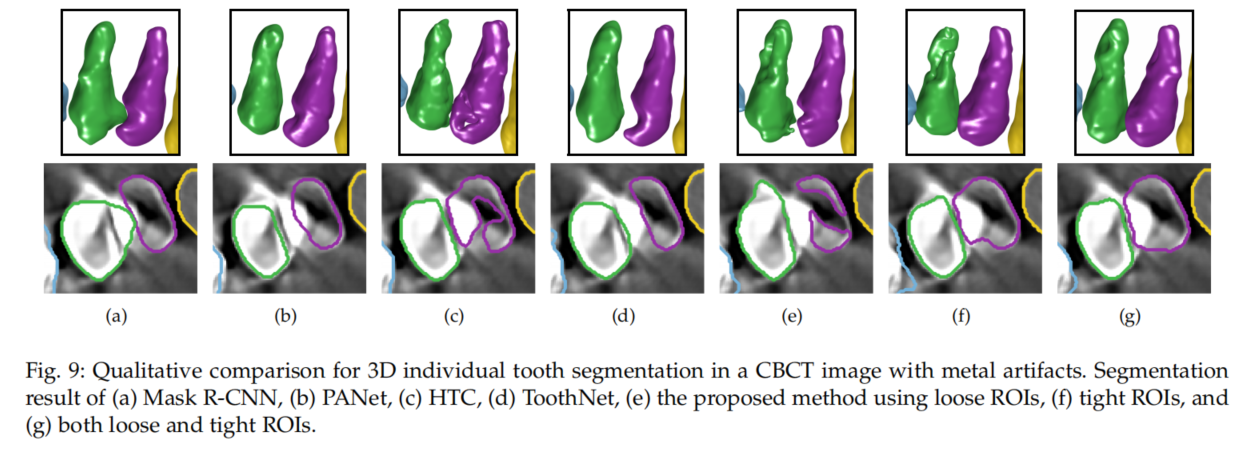 (a) (b) (c) (d) (e) (f) (g)
Fig. 9: Qualitative comparison for 3D individual tooth segmentation in a CBCT image with metal artifacts. Segmentation
result of (a) Mask R-CNN, (b) PANet, (c) HTC, (d) ToothNet, (e) the proposed method using loose ROIs, (f) tight ROIs, and
(g) both loose and tight ROIs.